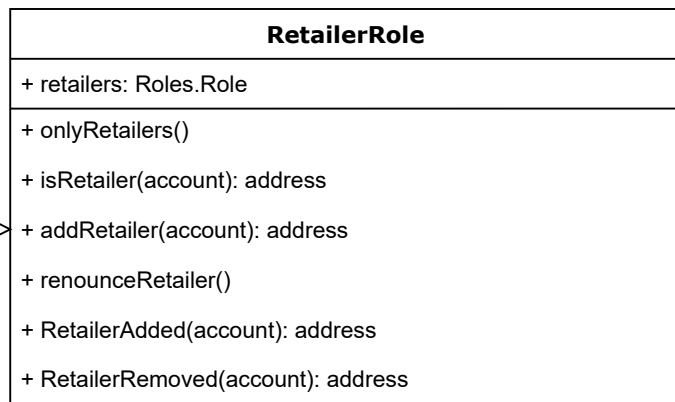 RetailerRole
+ retailers: Roles.Role
+ onlyRetailers()
+ isRetailer(account): address
+ addRetailer(account): address
+ renounceRetailer()
+ RetailerAdded(account): address
+ RetailerRemoved(account): address